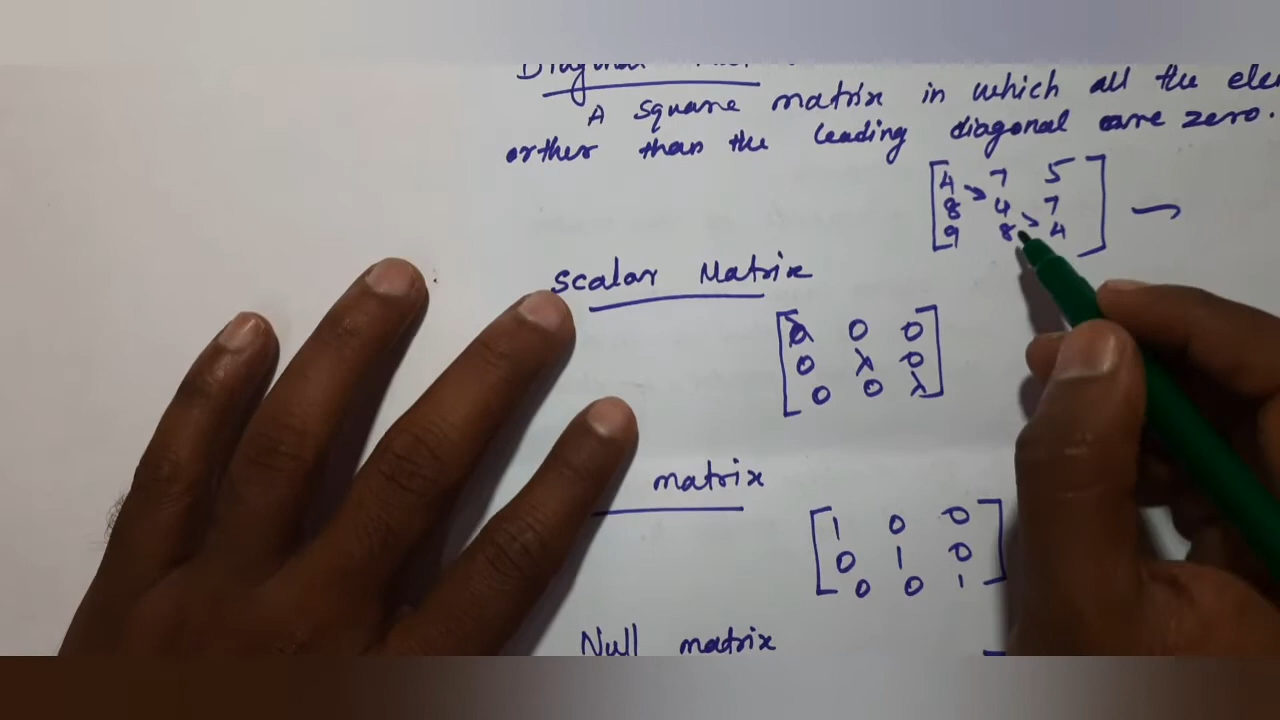 A square matrix in which all the
orther than the leading diagonal are zero.
4 7 5
8 4 7
9 8 4
Scalar Matrix
0 0
0 λ 0
0 0 λ
matrix
1 0 0
0 1 0
0 0 1
Null matrix